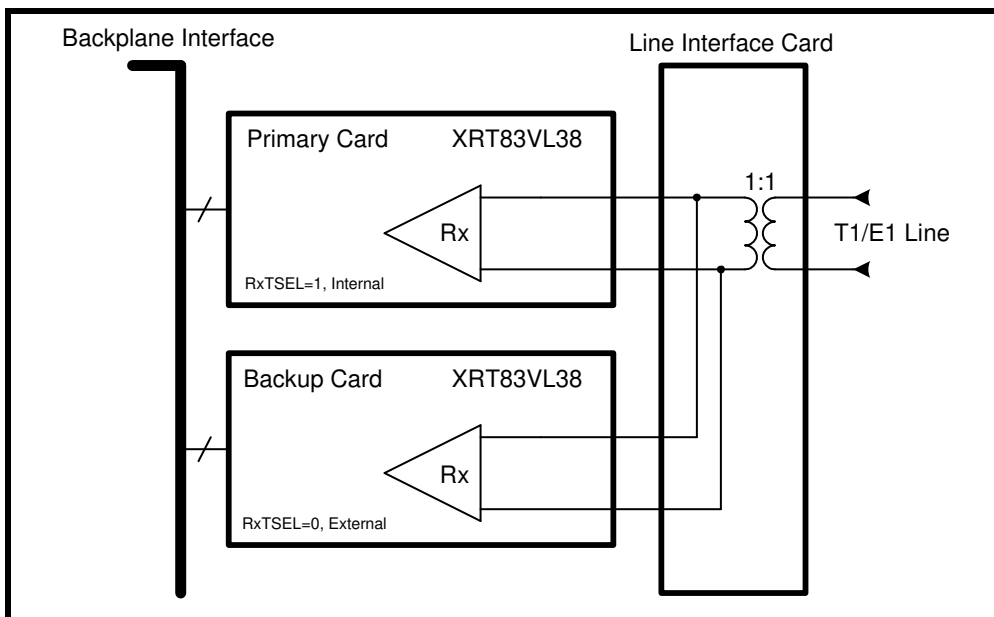 Backplane Interface
Line Interface Card
Primary Card XRT83VL38
1:1
Rx
T1/E1 Line
RxTSEL=1, Internal
Backup Card XRT83VL38
Rx
RxTSEL=0, External